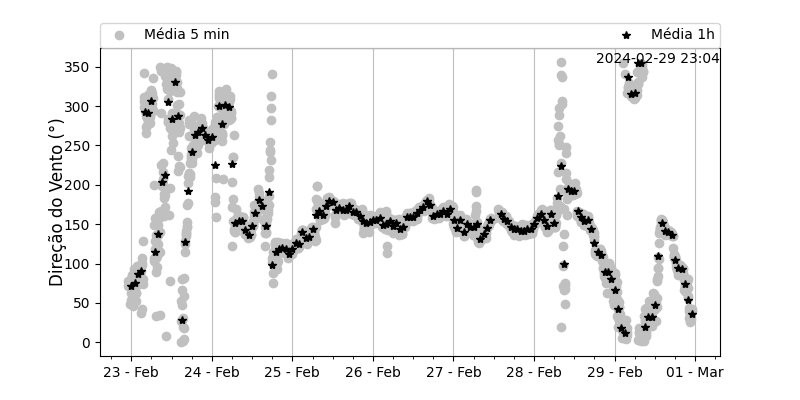 Média 5 min
Média 1h
2024-02-29 23:04
Direção do Vento (°)
350
300
250
200
150
100
50
0
23 - Feb
24 - Feb
25 - Feb
26 - Feb
27 - Feb
28 - Feb
29 - Feb
01 - Mar